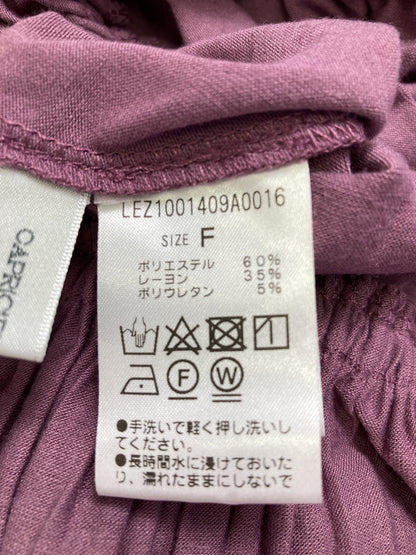 LEZ1001409A0016
SIZE F
ポリエステル 60%
レーヨン 35%
ポリウレタン 5%
F W
●手洗いで軽く押し洗いし
てください。
●長時間水に浸けておいた
り、濡れたままにしないで